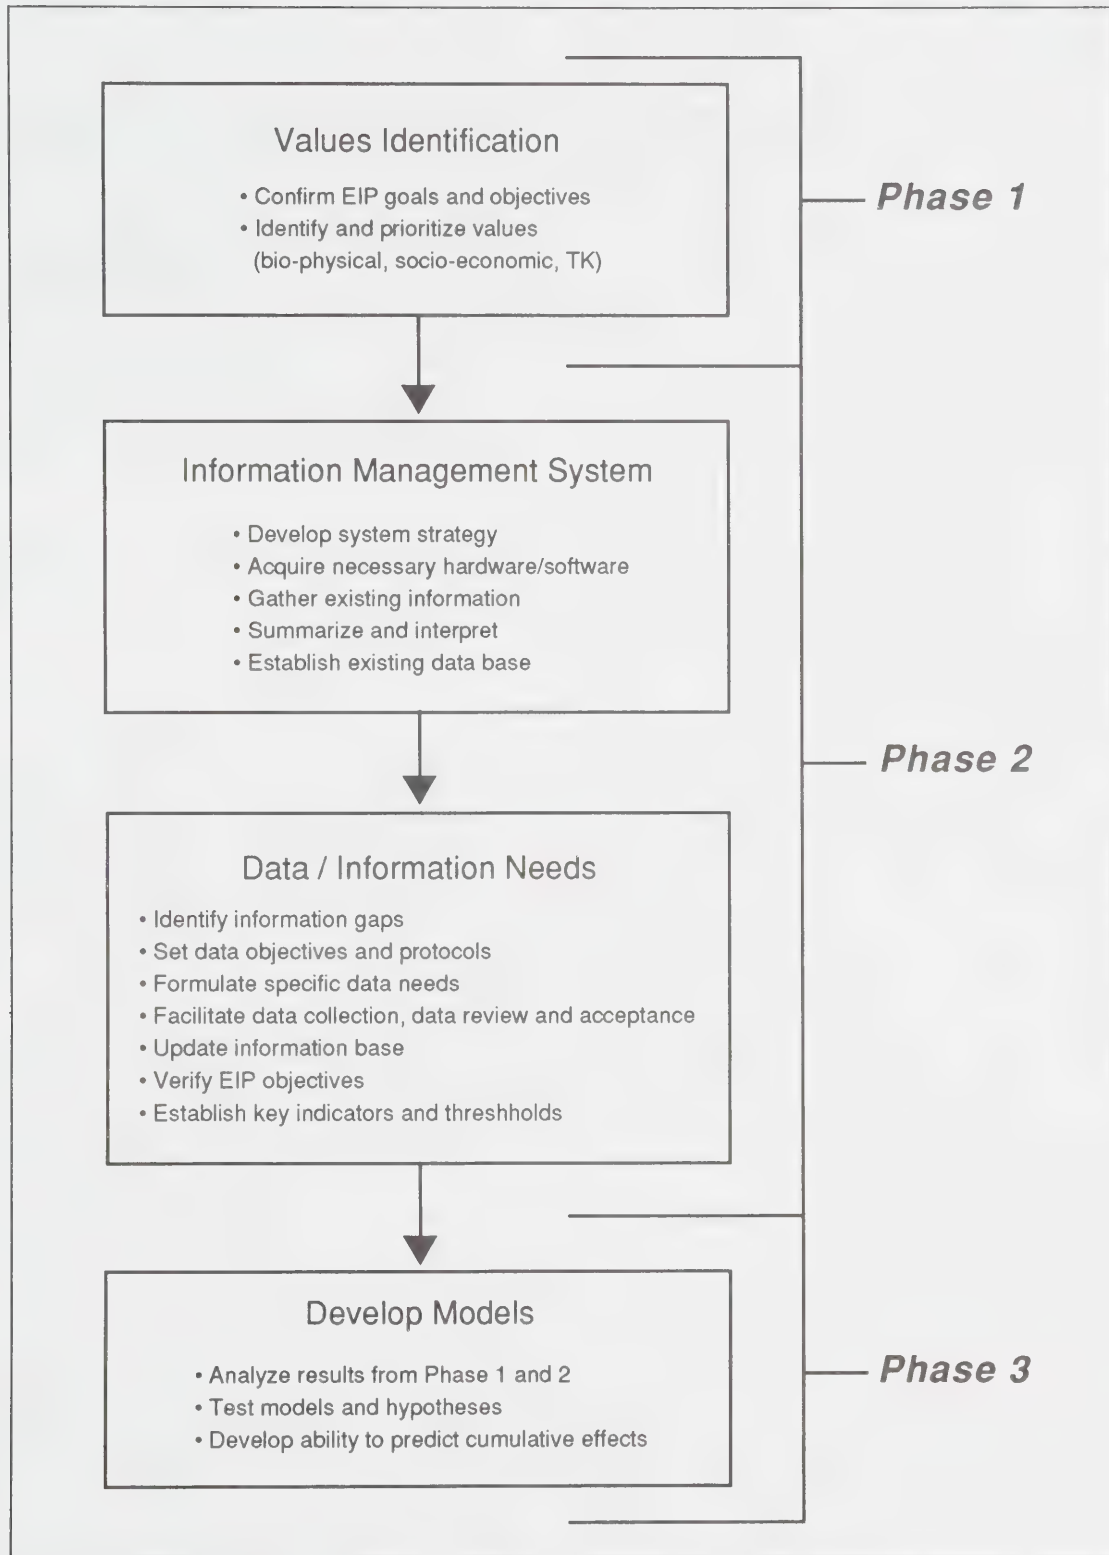 Values Identification
• Confirm EIP goals and objectives
• Identify and prioritize values
(bio-physical, socio-economic, TK)
Phase 1
Information Management System
• Develop system strategy
• Acquire necessary hardware/software
• Gather existing information
• Summarize and interpret
• Establish existing data base
Phase 2
Data / Information Needs
• Identify information gaps
• Set data objectives and protocols
• Formulate specific data needs
• Facilitate data collection, data review and acceptance
• Update information base
• Verify EIP objectives
• Establish key indicators and threshholds
Develop Models
• Analyze results from Phase 1 and 2
• Test models and hypotheses
• Develop ability to predict cumulative effects
Phase 3